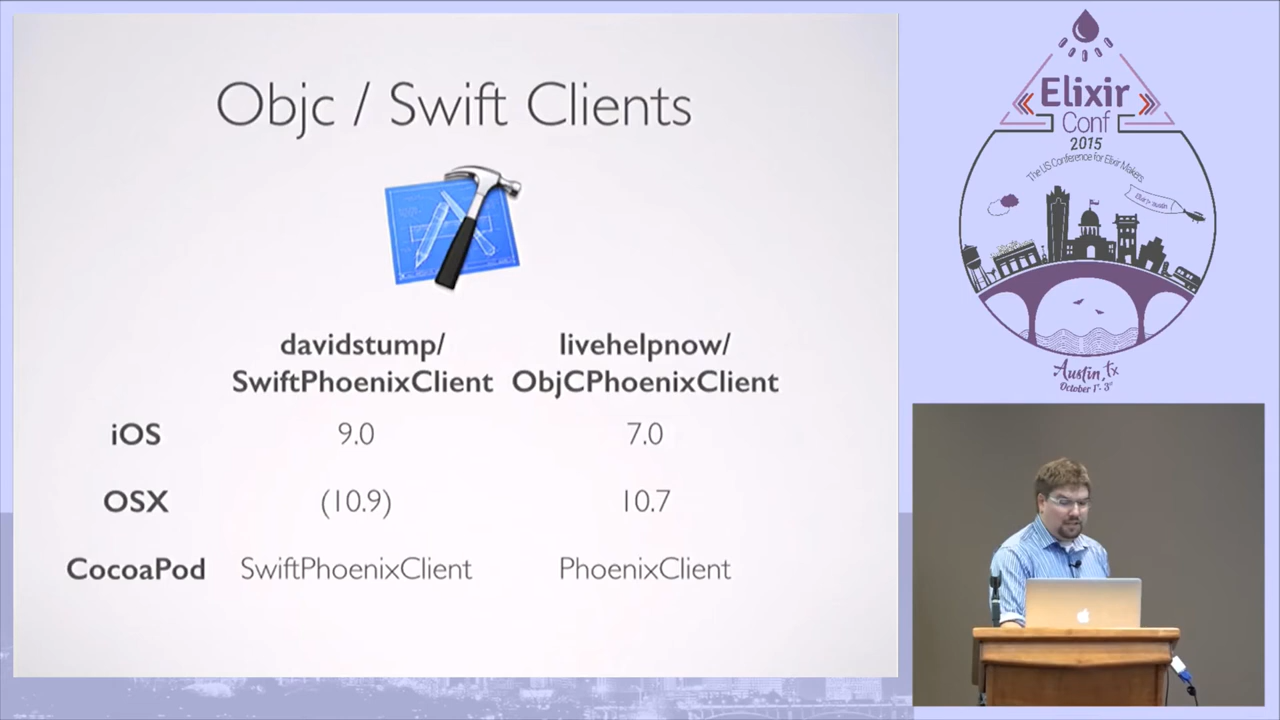 Objc / Swift Clients
davidstump/
SwiftPhoenixClient
livehelpnow/
ObjCPhoenixClient
iOS 9.0 7.0
OSX (10.9) 10.7
CocoaPod SwiftPhoenixClient PhoenixClient
Elixir
Conf
2015
The US Conference for Elixir Makers
Austin, Tx
October 1st - 3rd